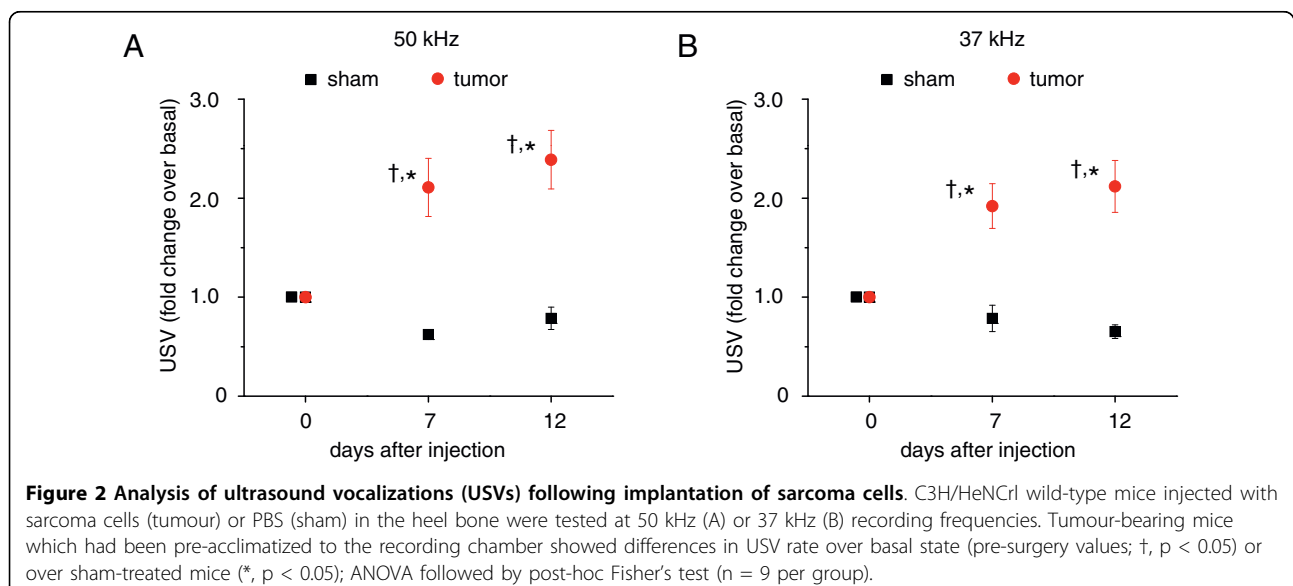 A
50 kHz
sham tumor
USV (fold change over basal)
3.0
†,*
†,*
2.0
1.0
0
0 7 12
days after injection
B
37 kHz
sham tumor
USV (fold change over basal)
3.0
†,*
†,*
2.0
1.0
0
0 7 12
days after injection
Figure 2 Analysis of ultrasound vocalizations (USVs) following implantation of sarcoma cells. C3H/HeNCrl wild-type mice injected with
sarcoma cells (tumour) or PBS (sham) in the heel bone were tested at 50 kHz (A) or 37 kHz (B) recording frequencies. Tumour-bearing mice
which had been pre-acclimatized to the recording chamber showed differences in USV rate over basal state (pre-surgery values; †, p < 0.05) or
over sham-treated mice (*, p < 0.05); ANOVA followed by post-hoc Fisher's test (n = 9 per group).